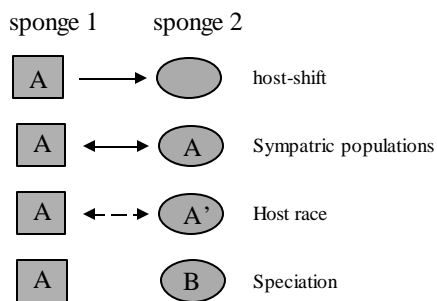 sponge 1 sponge 2
A host-shift
A A Sympatric populations
A A’ Host race
A B Speciation